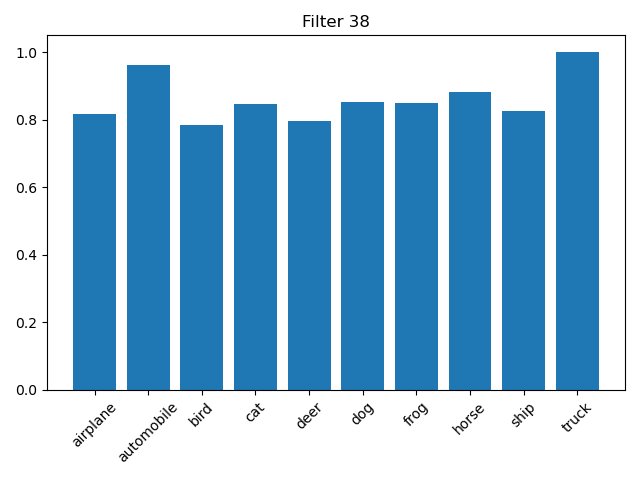 Filter 38
1.0
0.8
0.6
0.4
0.2
0.0
airplane
automobile
bird
cat
deer
dog
frog
horse
ship
truck